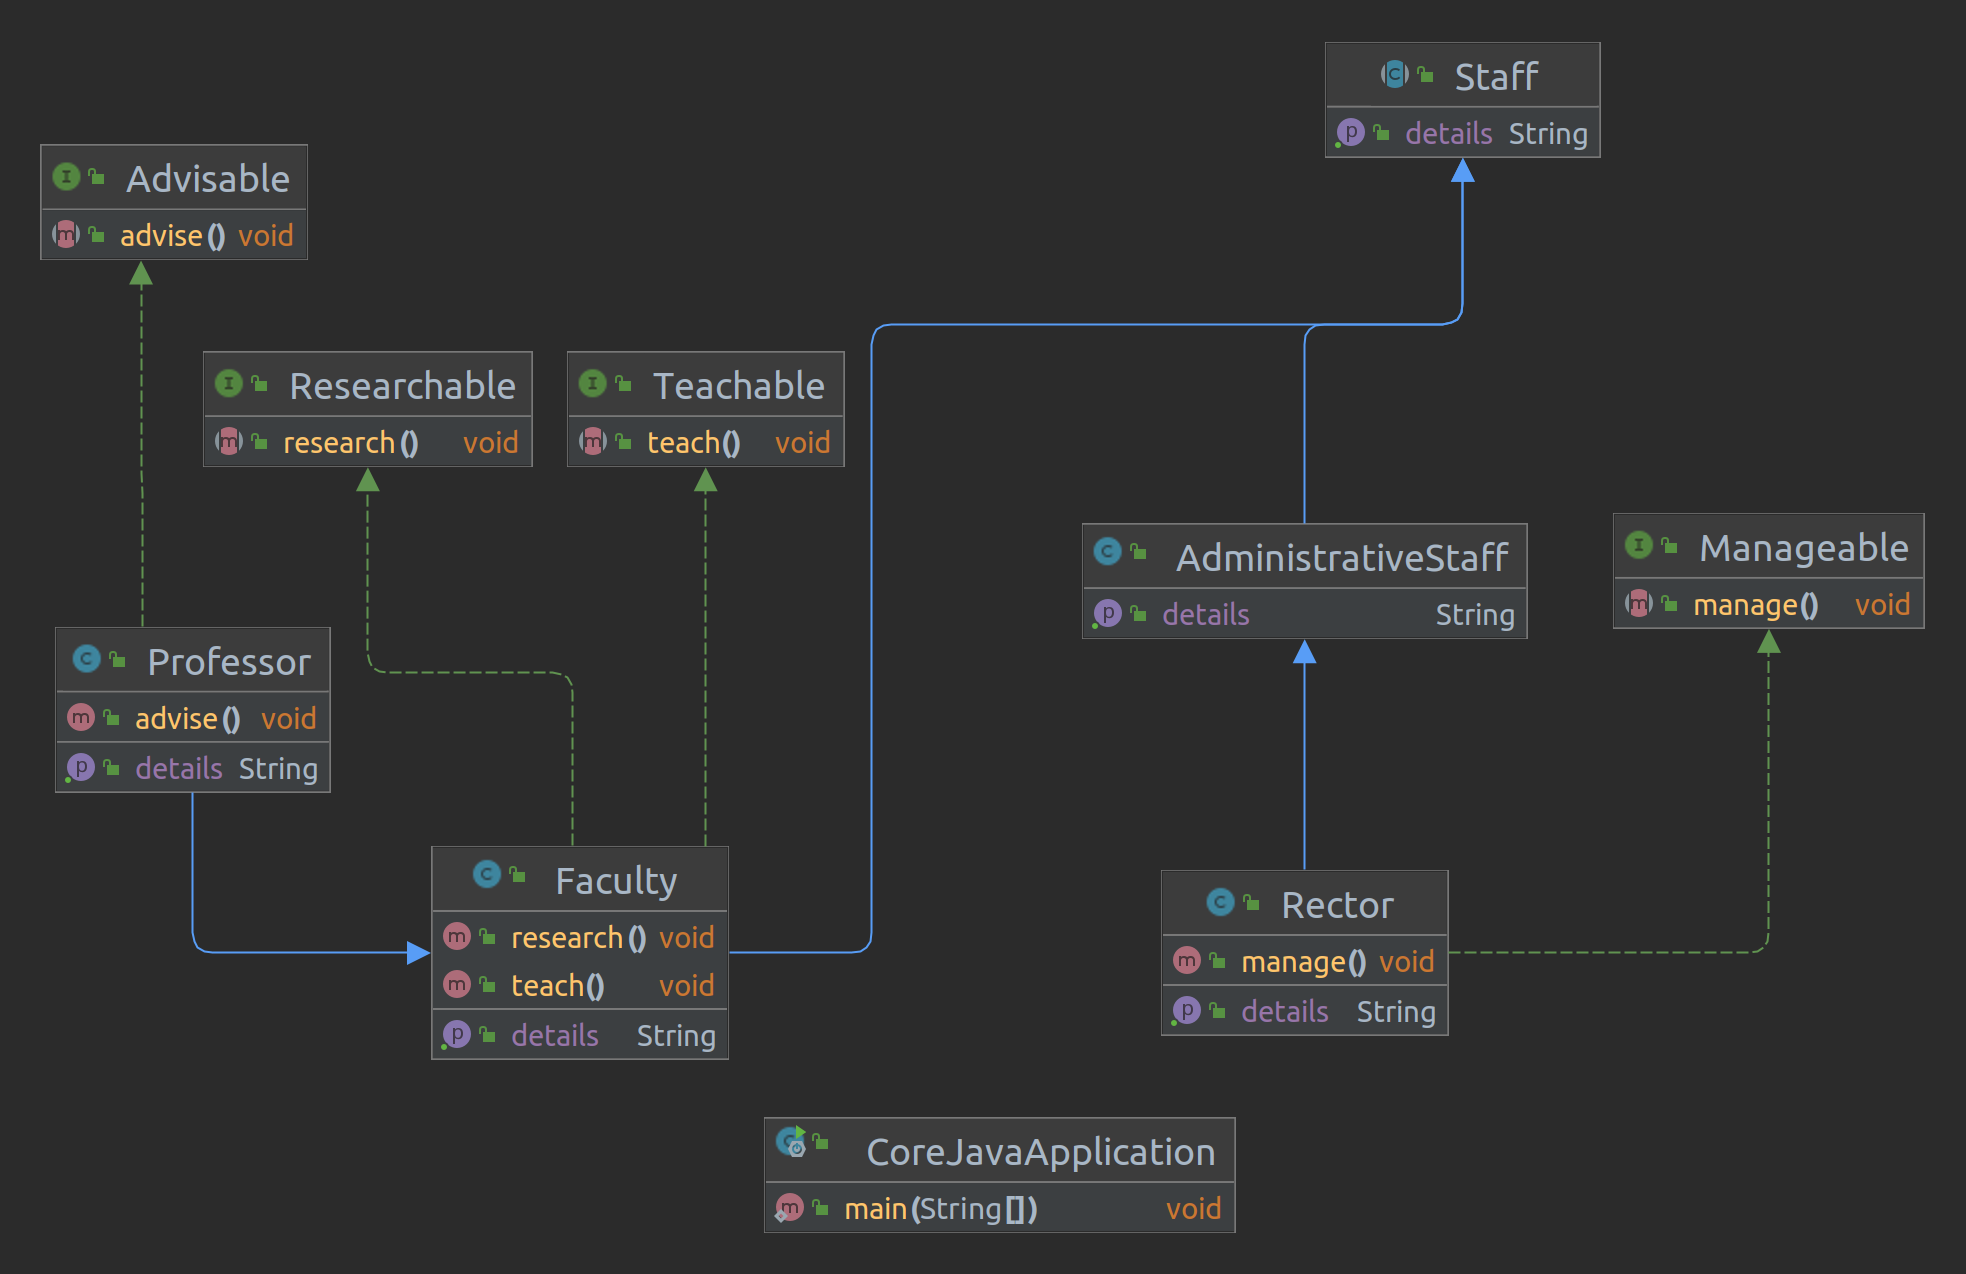 Staff
details String
Advisable
advise() void
Researchable
research() void
Teachable
teach() void
AdministrativeStaff
details String
Manageable
manage() void
Professor
advise() void
details String
Faculty
research() void
teach() void
details String
Rector
manage() void
details String
CoreJavaApplication
main(String[]) void